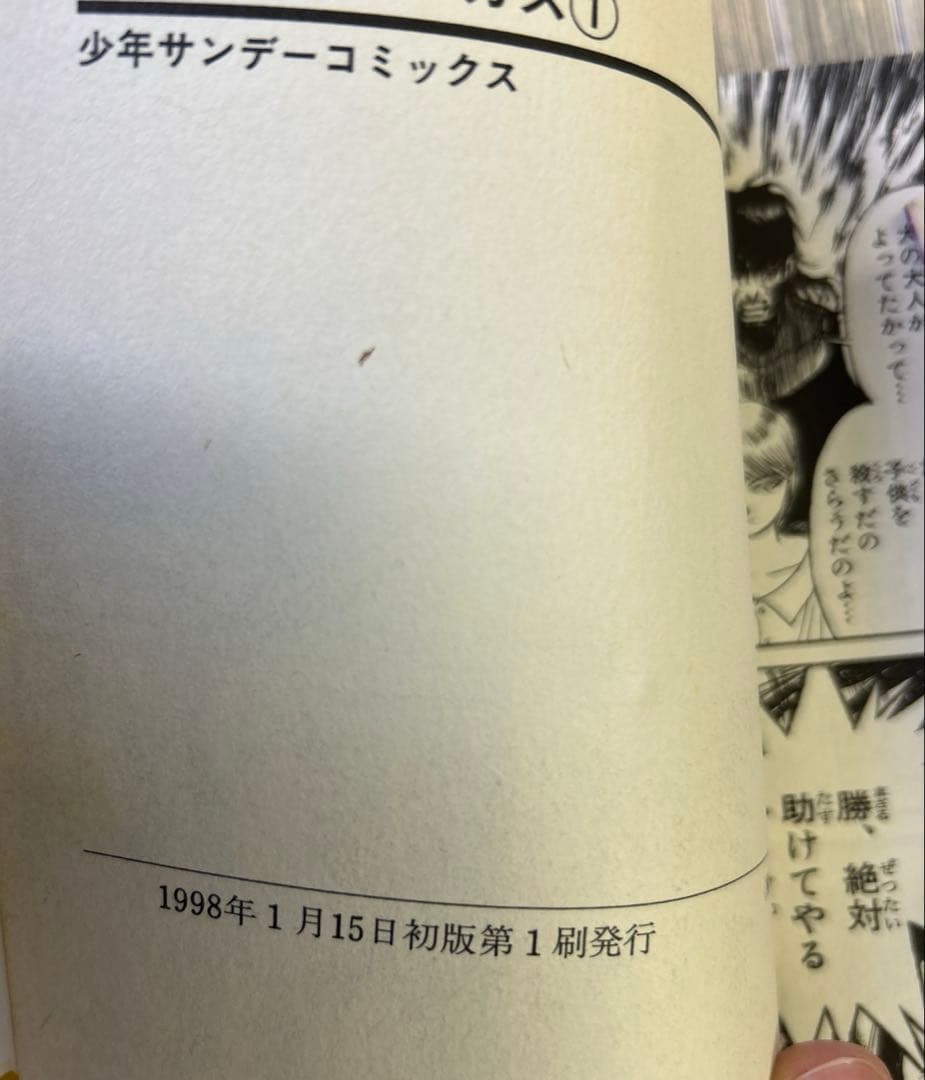 ①
少年サンデーコミックス
1998年1月15日初版第1刷発行
大の大人が
よってたかって…
子供を
殺すだの
さらうだのよ…
勝、絶対
助けてやる